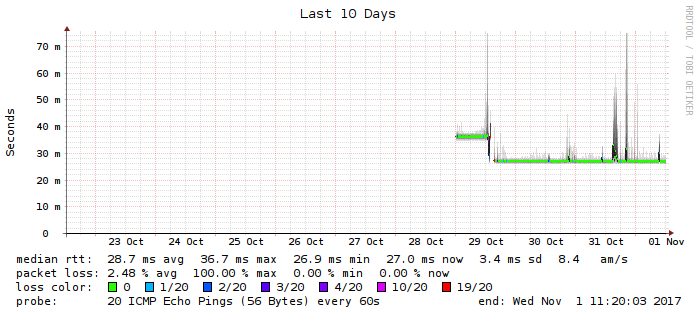 Last 10 Days
RRDTOOL / TOBI OETIKER
Seconds
70 m
60 m
50 m
40 m
30 m
20 m
10 m
0
23 Oct 24 Oct 25 Oct 26 Oct 27 Oct 28 Oct 29 Oct 30 Oct 31 Oct 01 Nov
median rtt: 28.7 ms avg 36.7 ms max 26.9 ms min 27.0 ms now 3.4 ms sd 8.4 am/s
packet loss: 2.48 % avg 100.00 % max 0.00 % min 0.00 % now
loss color: 0 1/20 2/20 3/20 4/20 10/20 19/20
probe: 20 ICMP Echo Pings (56 Bytes) every 60s end: Wed Nov 1 11:20:03 2017